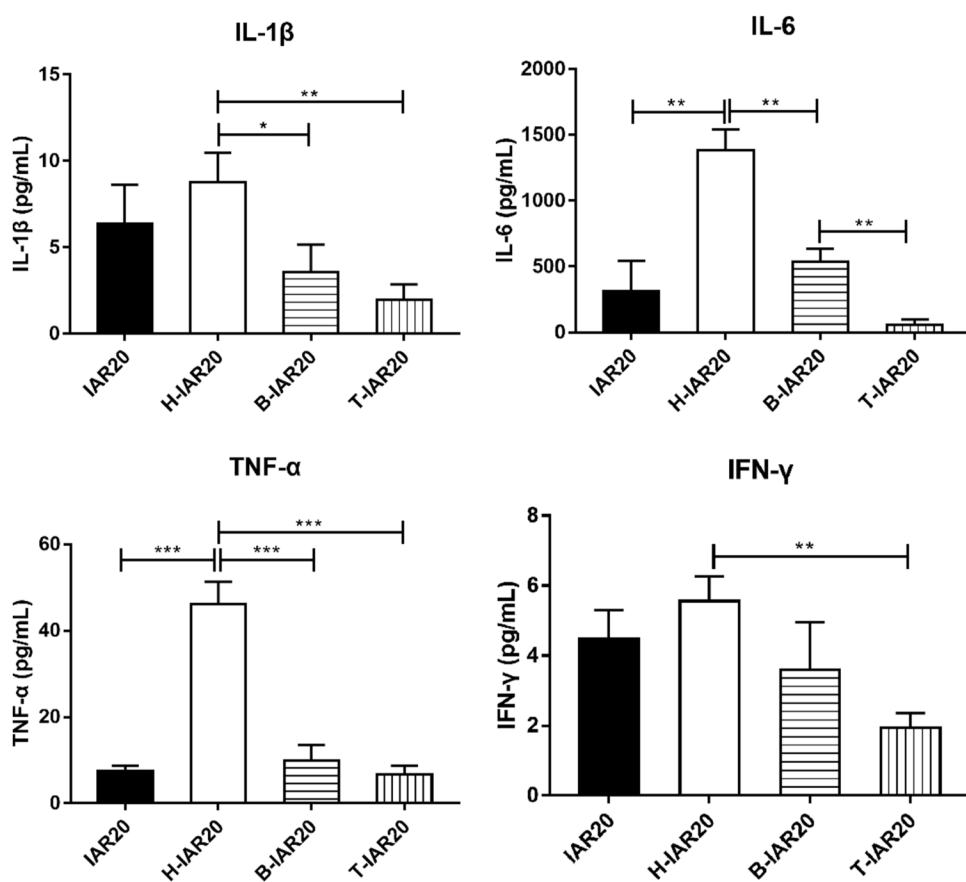 IL-1β
IL-1β (pg/mL)
15
10
5
0
**
*
IAR20
H-IAR20
B-IAR20
T-IAR20
IL-6
IL-6 (pg/mL)
2000
1500
1000
500
0
**
**
**
IAR20
H-IAR20
B-IAR20
T-IAR20
TNF-α
TNF-α (pg/mL)
60
40
20
0
***
***
***
IAR20
H-IAR20
B-IAR20
T-IAR20
IFN-γ
IFN-γ (pg/mL)
8
6
4
2
0
**
IAR20
H-IAR20
B-IAR20
T-IAR20